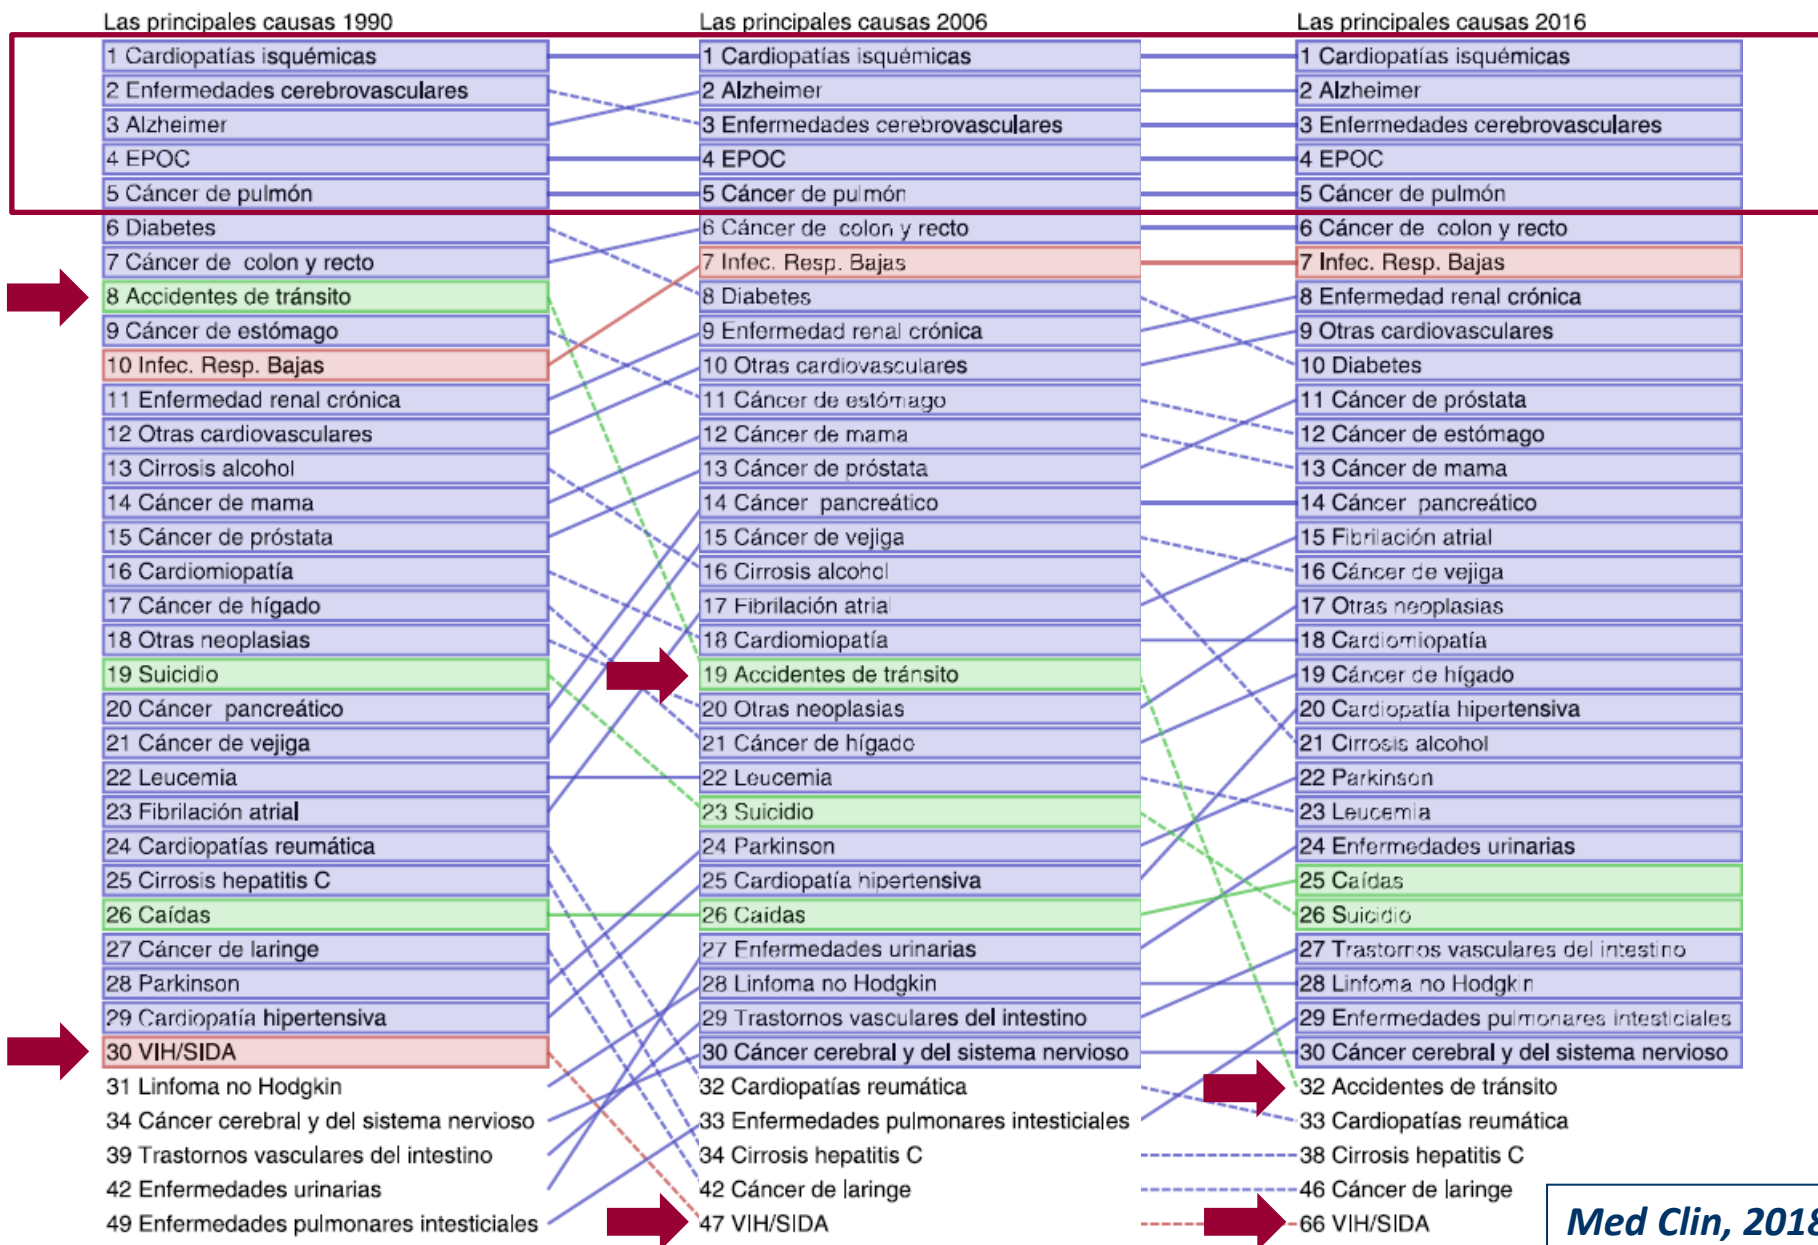 Las principales causas 1990
1 Cardiopatías isquémicas
2 Enfermedades cerebrovasculares
3 Alzheimer
4 EPOC
5 Cáncer de pulmón
6 Diabetes
7 Cáncer de colon y recto
8 Accidentes de tránsito
9 Cáncer de estómago
10 Infec. Resp. Bajas
11 Enfermedad renal crónica
12 Otras cardiovasculares
13 Cirrosis alcohol
14 Cáncer de mama
15 Cáncer de próstata
16 Cardiomiopatía
17 Cáncer de hígado
18 Otras neoplasias
19 Suicidio
20 Cáncer pancreático
21 Cáncer de vejiga
22 Leucemia
23 Fibrilación atrial
24 Cardiopatías reumática
25 Cirrosis hepatitis C
26 Caídas
27 Cáncer de laringe
28 Parkinson
29 Cardiopatía hipertensiva
30 VIH/SIDA
31 Linfoma no Hodgkin
34 Cáncer cerebral y del sistema nervioso
39 Trastornos vasculares del intestino
42 Enfermedades urinarias
49 Enfermedades pulmonares intesticiales
Las principales causas 2006
1 Cardiopatías isquémicas
2 Alzheimer
3 Enfermedades cerebrovasculares
4 EPOC
5 Cáncer de pulmón
6 Cáncer de colon y recto
7 Infec. Resp. Bajas
8 Diabetes
9 Enfermedad renal crónica
10 Otras cardiovasculares
11 Cáncer de estómago
12 Cáncer de mama
13 Cáncer de próstata
14 Cáncer pancreático
15 Cáncer de vejiga
16 Cirrosis alcohol
17 Fibrilación atrial
18 Cardiomiopatía
19 Accidentes de tránsito
20 Otras neoplasias
21 Cáncer de hígado
22 Leucemia
23 Suicidio
24 Parkinson
25 Cardiopatía hipertensiva
26 Caídas
27 Enfermedades urinarias
28 Linfoma no Hodgkin
29 Trastornos vasculares del intestino
30 Cáncer cerebral y del sistema nervioso
32 Cardiopatías reumática
33 Enfermedades pulmonares intesticiales
34 Cirrosis hepatitis C
42 Cáncer de laringe
47 VIH/SIDA
Las principales causas 2016
1 Cardiopatías isquémicas
2 Alzheimer
3 Enfermedades cerebrovasculares
4 EPOC
5 Cáncer de pulmón
6 Cáncer de colon y recto
7 Infec. Resp. Bajas
8 Enfermedad renal crónica
9 Otras cardiovasculares
10 Diabetes
11 Cáncer de próstata
12 Cáncer de estómago
13 Cáncer de mama
14 Cáncer pancreático
15 Fibrilación atrial
16 Cáncer de vejiga
17 Otras neoplasias
18 Cardiomiopatía
19 Cáncer de hígado
20 Cardiopatía hipertensiva
21 Cirrosis alcohol
22 Parkinson
23 Leucemia
24 Enfermedades urinarias
25 Caídas
26 Suicidio
27 Trastornos vasculares del intestino
28 Linfoma no Hodgkin
29 Enfermedades pulmonares intesticiales
30 Cáncer cerebral y del sistema nervioso
32 Accidentes de tránsito
33 Cardiopatías reumática
38 Cirrosis hepatitis C
46 Cáncer de laringe
66 VIH/SIDA
Med Clin, 2018